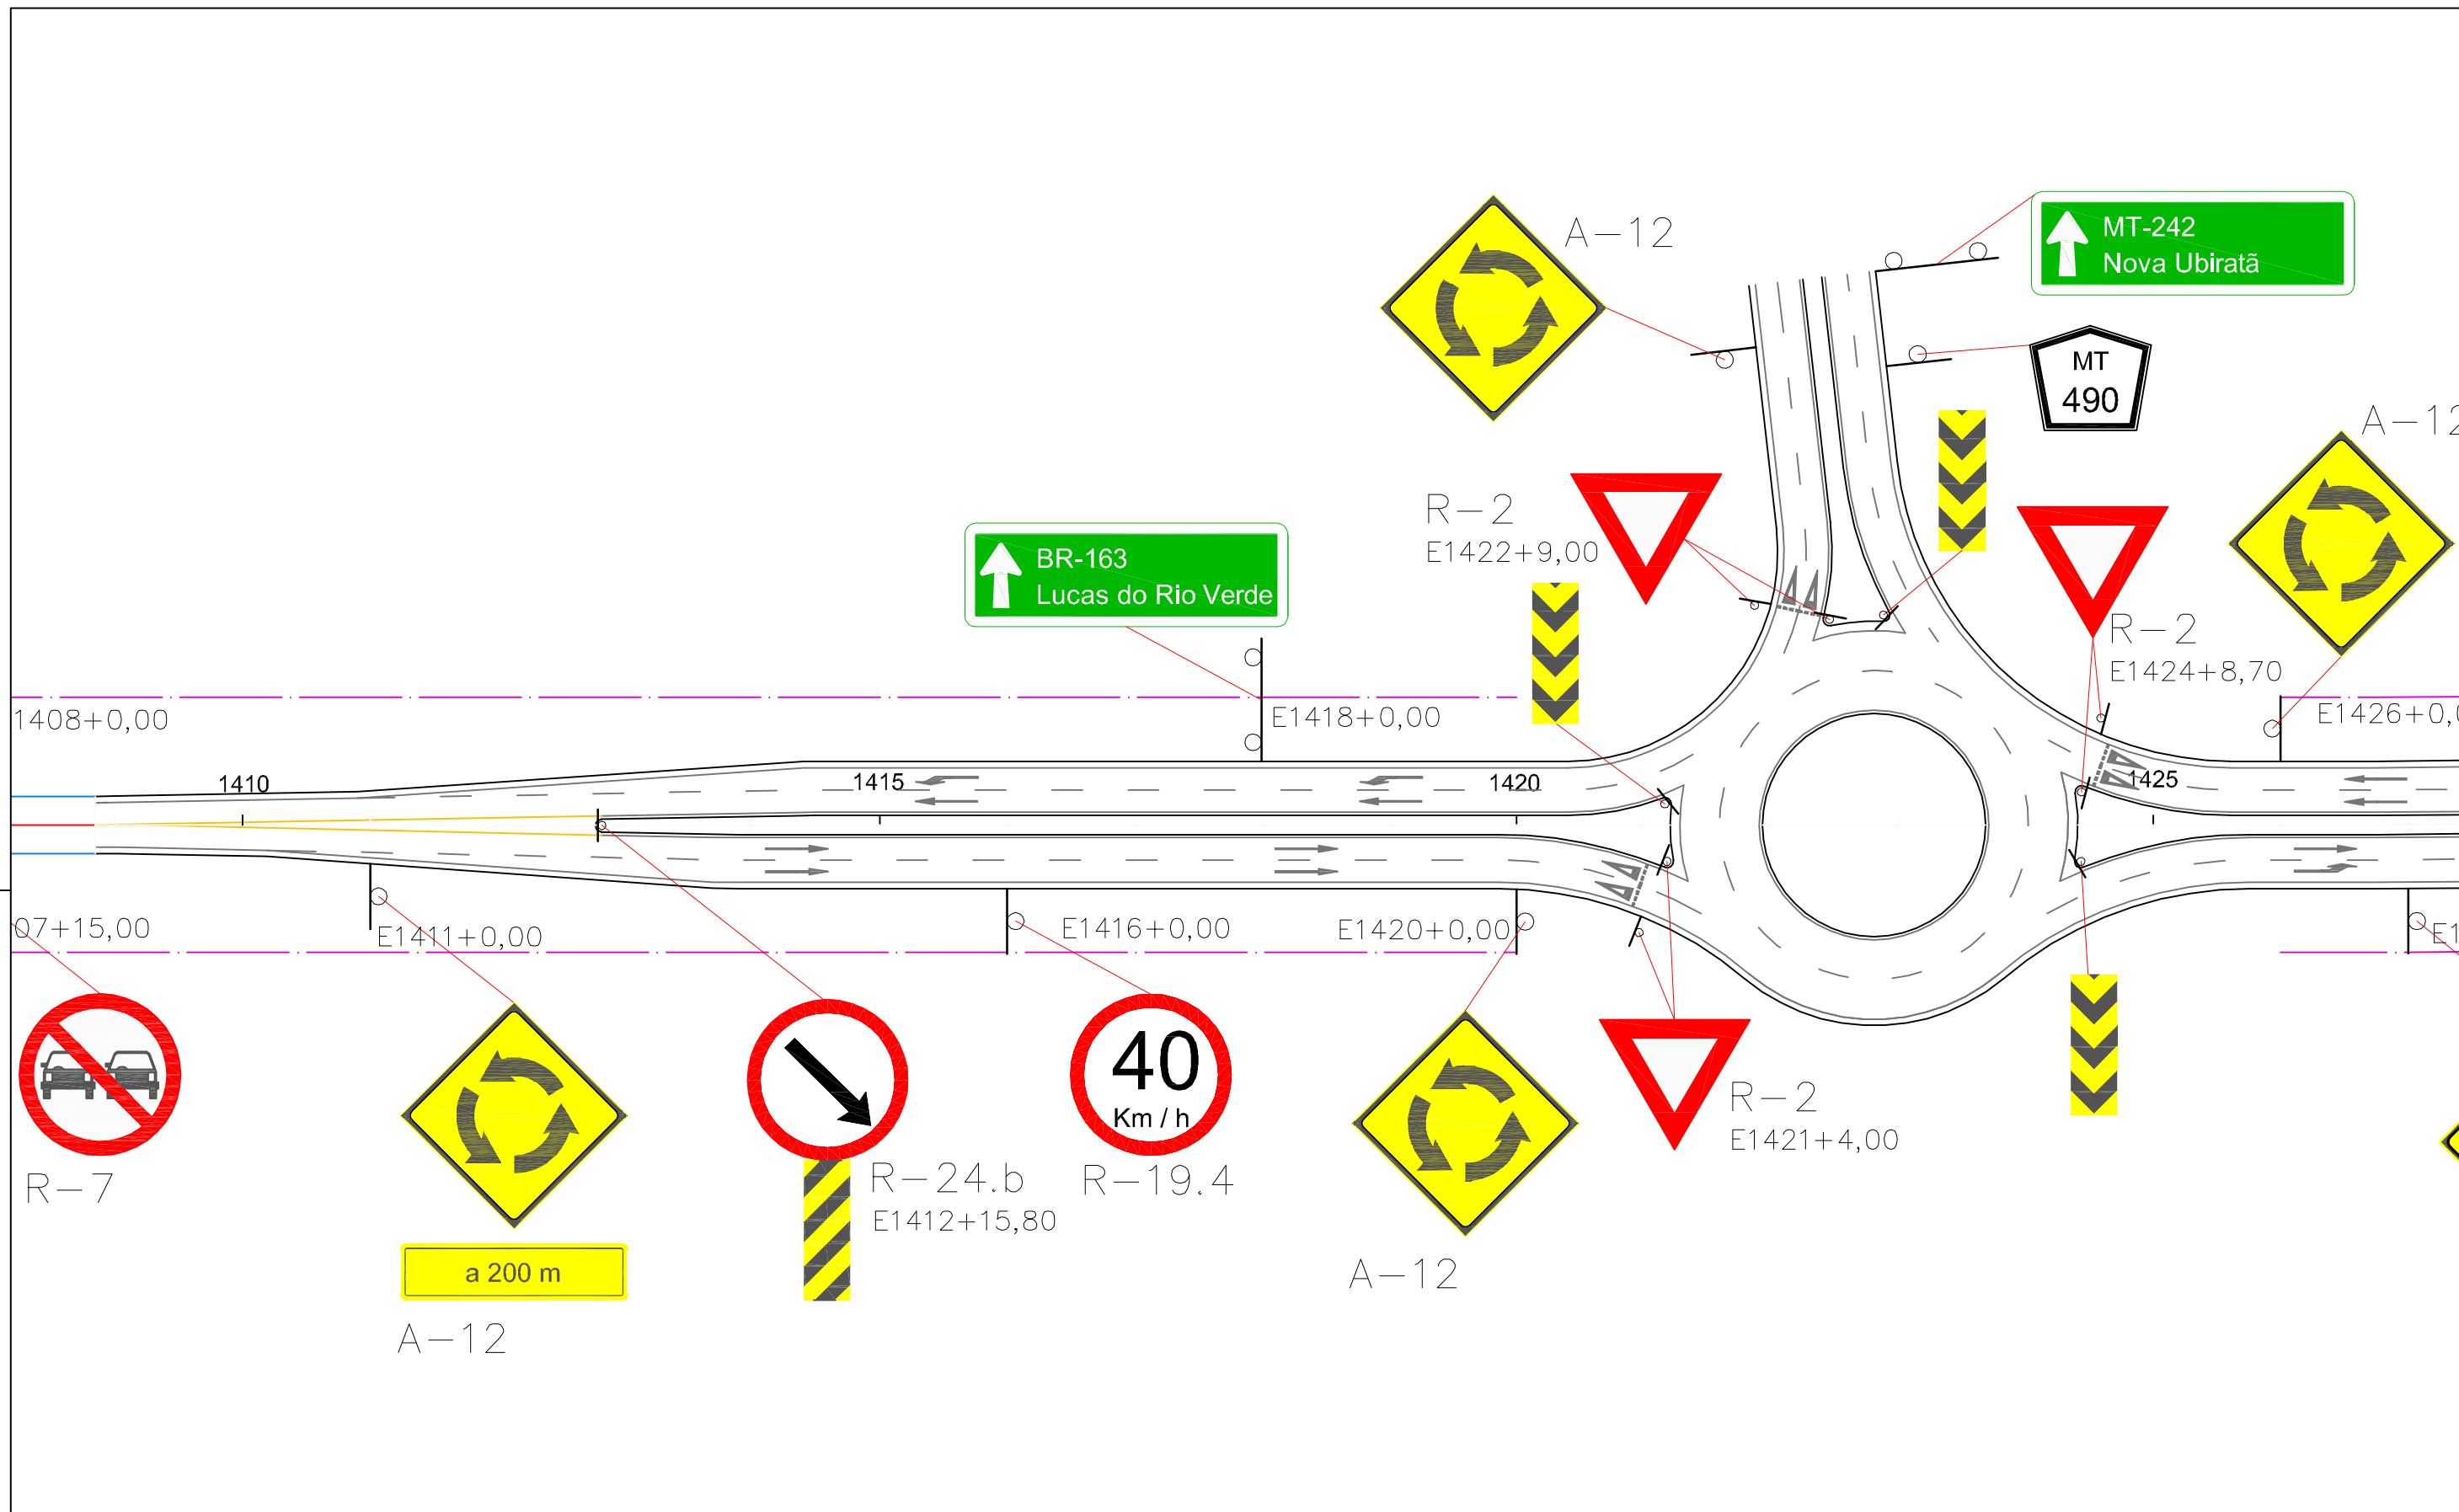 A-12
MT-242
Nova Ubiratã
MT
490
A-12
R-2
E1422+9,00
BR-163
Lucas do Rio Verde
R-2
E1424+8,70
1408+0,00
E1418+0,00
E1426+0,0
1410
1415
1420
1425
07+15,00
E1411+0,00
E1416+0,00
E1420+0,00
E1
40
Km / h
R-7
R-24.b
E1412+15,80
R-19.4
R-2
E1421+4,00
a 200 m
A-12
A-12